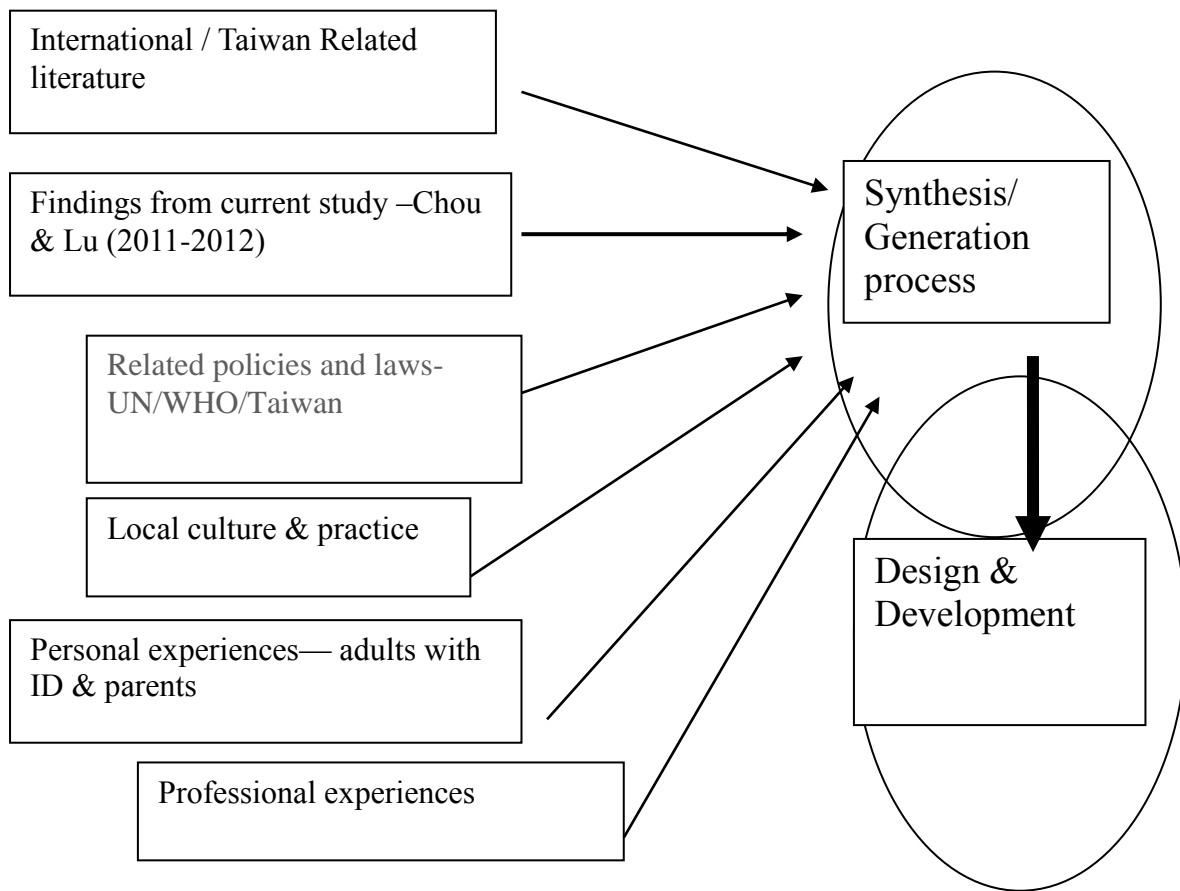 International / Taiwan Related
literature
Findings from current study –Chou
& Lu (2011-2012)
Related policies and laws-
UN/WHO/Taiwan
Local culture & practice
Personal experiences— adults with
ID & parents
Professional experiences
Synthesis/
Generation
process
Design &
Development